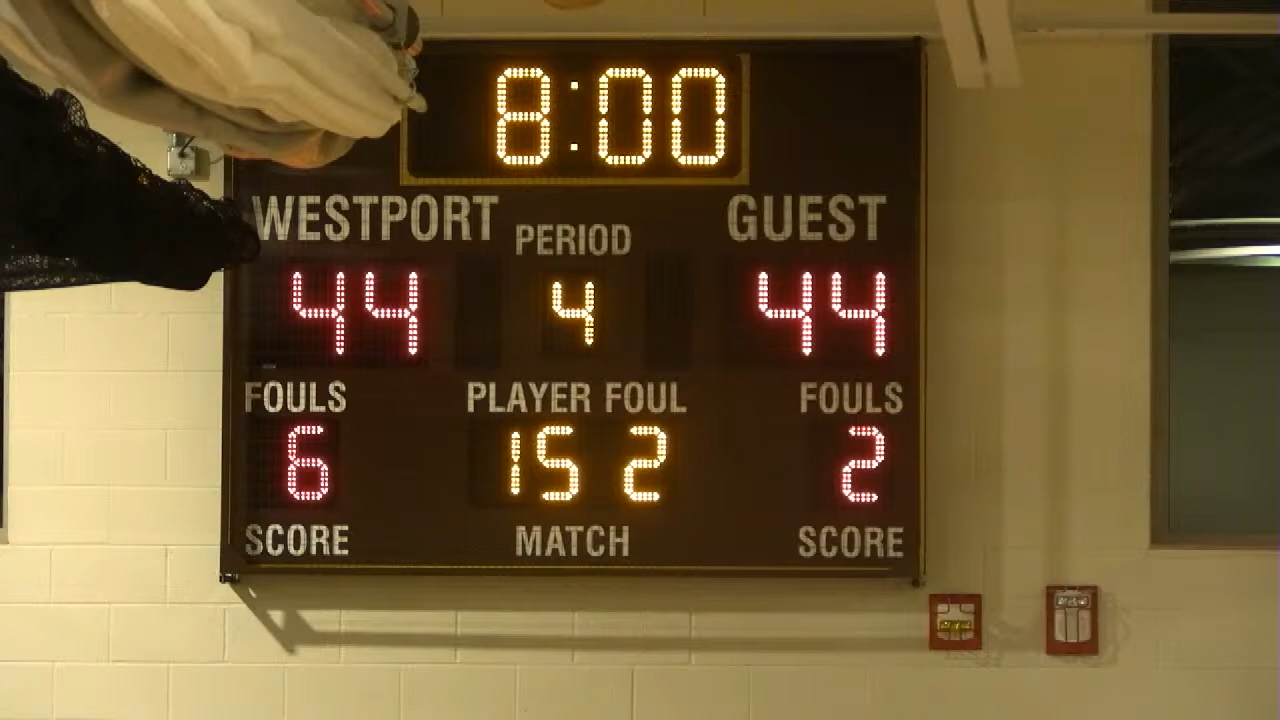 8:00
WESTPORT PERIOD GUEST
44 4 44
FOULS PLAYER FOUL FOULS
6 15 2 2
SCORE MATCH SCORE